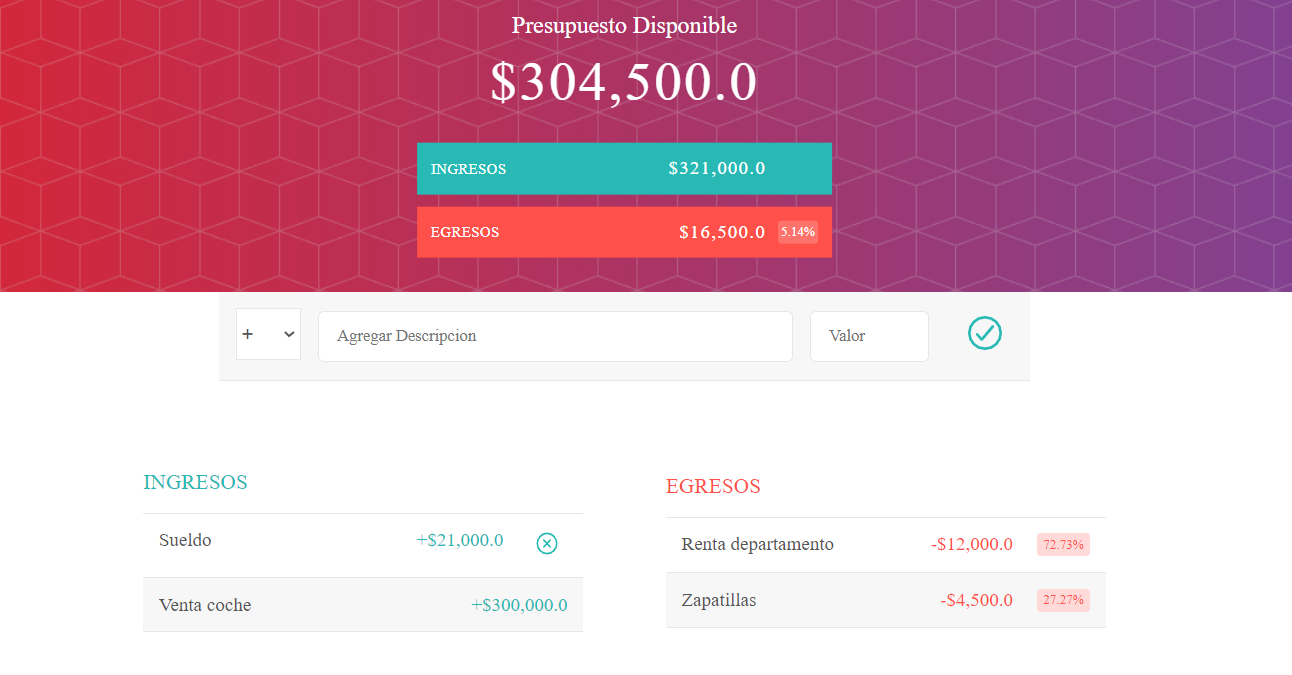 Presupuesto Disponible
$304,500.0
INGRESOS $321,000.0
EGRESOS $16,500.0 5.14%
+ Agregar Descripcion Valor
INGRESOS
Sueldo +$21,000.0
Venta coche +$300,000.0
EGRESOS
Renta departamento -$12,000.0 72.73%
Zapatillas -$4,500.0 27.27%